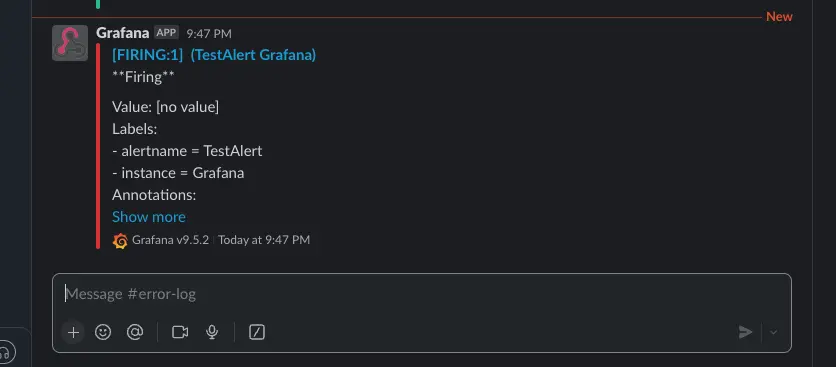 New
Grafana APP 9:47 PM
[FIRING:1] (TestAlert Grafana)
**Firing**
Value: [no value]
Labels:
- alertname = TestAlert
- instance = Grafana
Annotations:
Show more
Grafana v9.5.2 | Today at 9:47 PM
Message #error-log